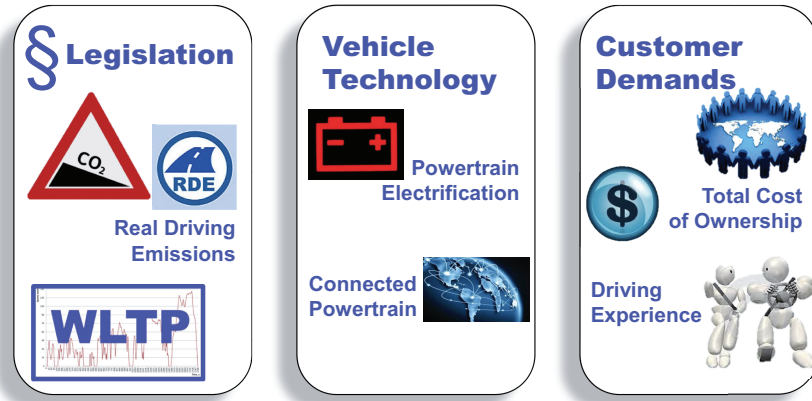 § Legislation
CO2
RDE
Real Driving
Emissions
WLTP
Vehicle
Technology
- +
Powertrain
Electrification
Connected
Powertrain
Customer
Demands
$
Total Cost
of Ownership
Driving
Experience